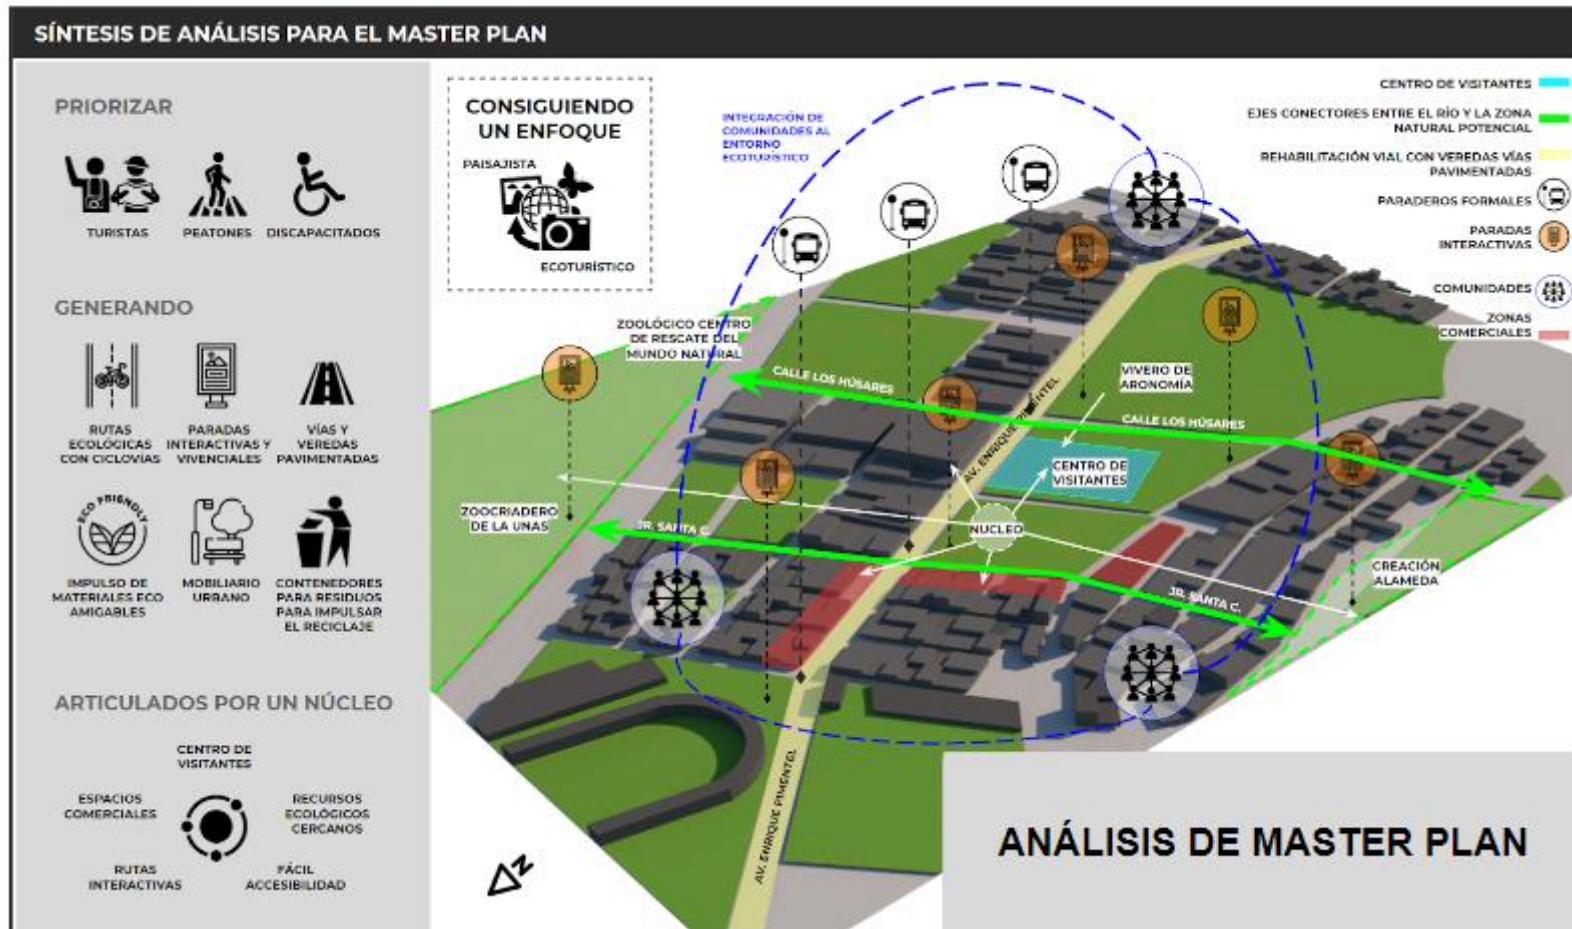 SÍNTESIS DE ANÁLISIS PARA EL MASTER PLAN
PRIORIZAR
TURISTAS
PEATONES
DISCAPACITADOS
GENERANDO
RUTAS
ECOLÓGICAS
CON CICLOVÍAS
PARADAS
INTERACTIVAS Y
VIVENCIALES
VÍAS Y
VEREDAS
PAVIMENTADAS
ECO FRIENDLY
IMPULSO DE
MATERIALES ECO
AMIGABLES
MOBILIARIO
URBANO
CONTENEDORES
PARA RESIDUOS
PARA IMPULSAR
EL RECICLAJE
ARTICULADOS POR UN NÚCLEO
CENTRO DE
VISITANTES
ESPACIOS
COMERCIALES
RECURSOS
ECOLÓGICOS
CERCANOS
RUTAS
INTERACTIVAS
FÁCIL
ACCESIBILIDAD
CONSIGUIENDO
UN ENFOQUE
PAISAJISTA
ECOTURÍSTICO
INTEGRACIÓN DE
COMUNIDADES AL
ENTORNO
ECOTURÍSTICO
CENTRO DE VISITANTES
EJES CONECTORES ENTRE EL RÍO Y LA ZONA
NATURAL POTENCIAL
REHABILITACIÓN VIAL CON VEREDAS VÍAS
PAVIMENTADAS
PARADEROS FORMALES
PARADAS
INTERACTIVAS
COMUNIDADES
ZONAS
COMERCIALES
ZOOLÓGICO CENTRO
DE RESCATE DEL
MUNDO NATURAL
CALLE LOS HÚSARES
CALLE LOS HÚSARES
VIVERO DE
ARONOMÍA
AV. ENRIQUE PIMENTEL
CENTRO DE
VISITANTES
ZOOCRIADERO
DE LA UNAS
NUCLEO
JR. SANTA C.
JR. SANTA C.
CREACIÓN
ALAMEDA
AV. ENRIQUE PIMENTEL
N
ANÁLISIS DE MASTER PLAN